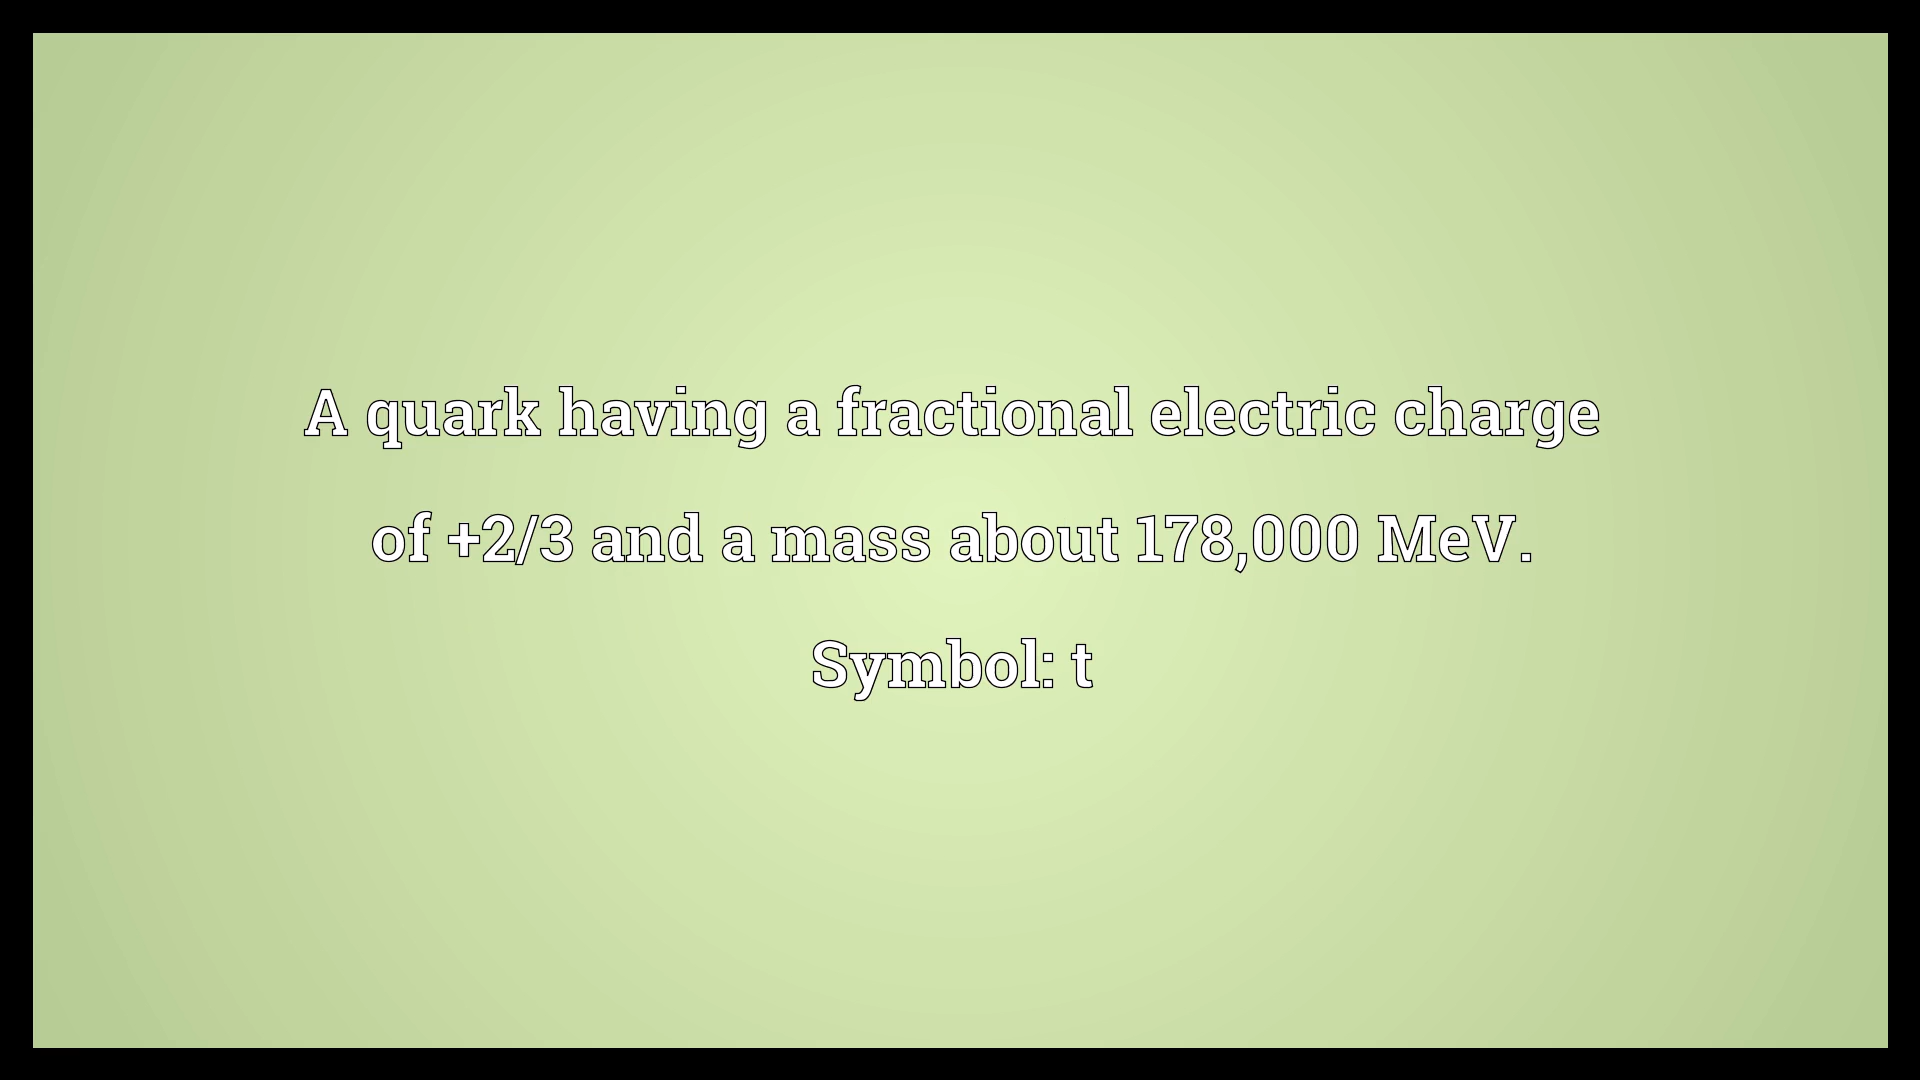 A quark having a fractional electric charge
of +2/3 and a mass about 178,000 MeV.
Symbol: t